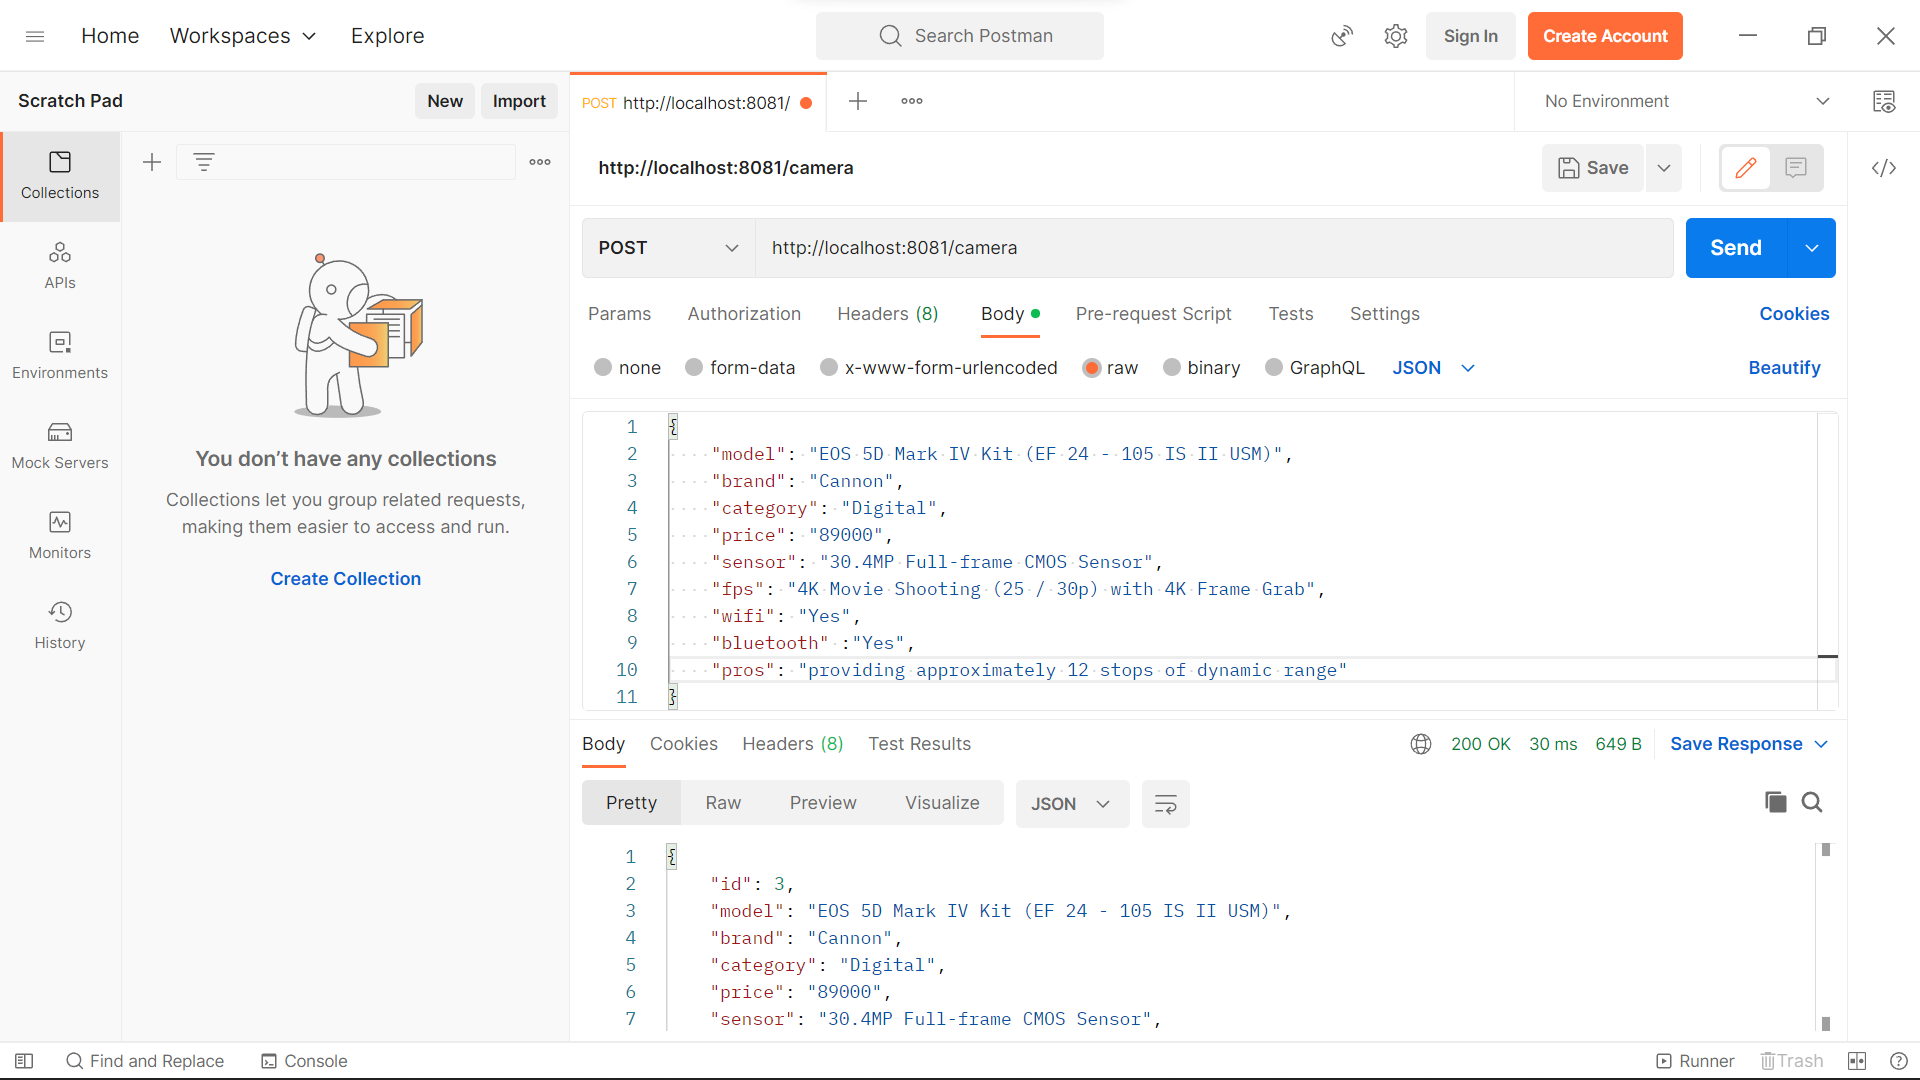 Home Workspaces Explore Search Postman Sign In Create Account
Scratch Pad New Import POST http://localhost:8081/ No Environment
Collections
APIs
Environments
Mock Servers
Monitors
History
You don’t have any collections
Collections let you group related requests,
making them easier to access and run.
Create Collection
http://localhost:8081/camera Save
POST http://localhost:8081/camera Send
Params Authorization Headers (8) Body Pre-request Script Tests Settings Cookies
none form-data x-www-form-urlencoded raw binary GraphQL JSON Beautify
1 {
2 "model": "EOS 5D Mark IV Kit (EF 24 - 105 IS II USM)",
3 "brand": "Cannon",
4 "category": "Digital",
5 "price": "89000",
6 "sensor": "30.4MP Full-frame CMOS Sensor",
7 "fps": "4K Movie Shooting (25 / 30p) with 4K Frame Grab",
8 "wifi": "Yes",
9 "bluetooth" :"Yes",
10 "pros": "providing approximately 12 stops of dynamic range"
11 }
Body Cookies Headers (8) Test Results 200 OK 30 ms 649 B Save Response
Pretty Raw Preview Visualize JSON
1 {
2 "id": 3,
3 "model": "EOS 5D Mark IV Kit (EF 24 - 105 IS II USM)",
4 "brand": "Cannon",
5 "category": "Digital",
6 "price": "89000",
7 "sensor": "30.4MP Full-frame CMOS Sensor",
Find and Replace Console Runner Trash